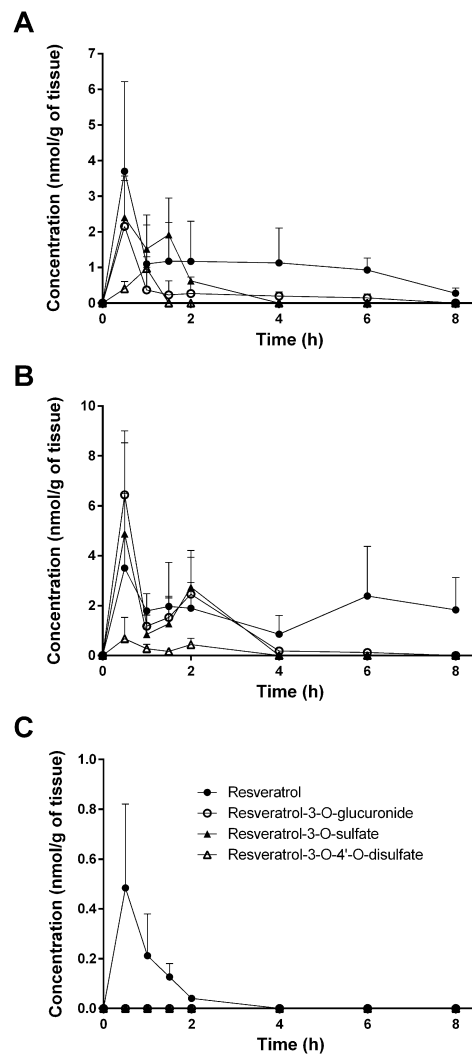 A
Concentration (nmol/g of tissue)
7
6
5
4
3
2
1
0
0 2 4 6 8
Time (h)
B
Concentration (nmol/g of tissue)
10
8
6
4
2
0
0 2 4 6 8
Time (h)
C
Concentration (nmol/g of tissue)
1.0
0.8
0.6
0.4
0.2
0.0
Resveratrol
Resveratrol-3-O-glucuronide
Resveratrol-3-O-sulfate
Resveratrol-3-O-4'-O-disulfate
0 2 4 6 8
Time (h)